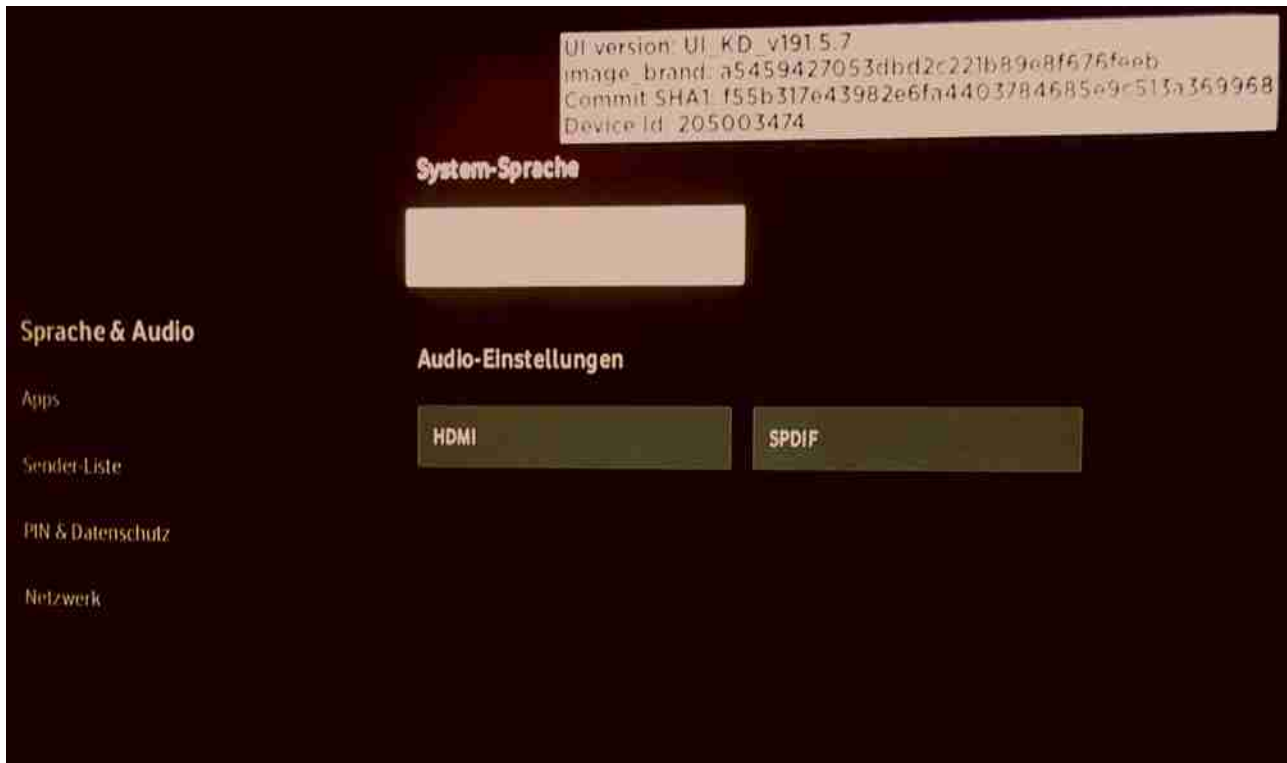 UI version: UI_KD_v191.5.7
image_brand: a5459427053dbd2c221b89e8f676feeb
Commit SHA1: f55b317e43982e6fa4403784685e9c513a369968
Device Id: 205003474
System-Sprache
Sprache & Audio
Audio-Einstellungen
Apps
HDMI
SPDIF
Sender-Liste
PIN & Datenschutz
Netzwerk